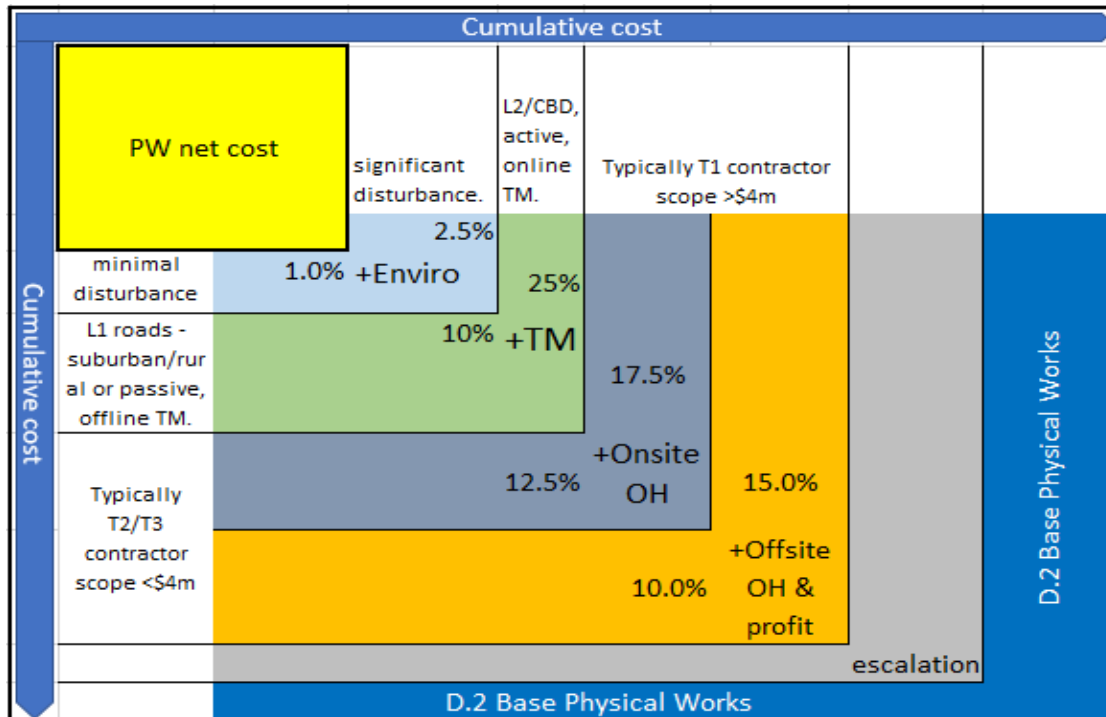 Cumulative cost
Cumulative cost
PW net cost
significant
disturbance.
L2/CBD,
active,
online
TM.
Typically T1 contractor
scope >$4m
minimal
disturbance
1.0%
2.5%
+Enviro
L1 roads -
suburban/rur
al or passive,
offline TM.
10%
25%
+TM
Typically
T2/T3
contractor
scope <$4m
12.5%
17.5%
+Onsite
OH
10.0%
15.0%
+Offsite
OH &
profit
escalation
D.2 Base Physical Works
D.2 Base Physical Works